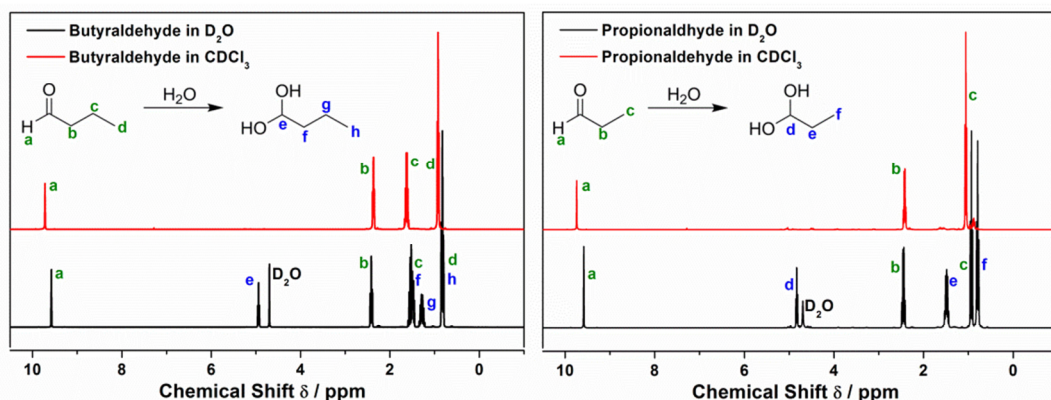 Butyraldehyde in D₂O
Butyraldehyde in CDCl₃
O
H
a
b
c
d
H₂O
OH
HO
e
f
g
h
a
b
c
d
a
e
D₂O
b
c
f
g
d
h
10 8 6 4 2 0
Chemical Shift δ / ppm
Propionaldhyde in D₂O
Propionaldehyde in CDCl₃
O
H
a
b
c
H₂O
OH
HO
d
e
f
a
b
c
a
d
D₂O
b
e
c
f
10 8 6 4 2 0
Chemical Shift δ / ppm